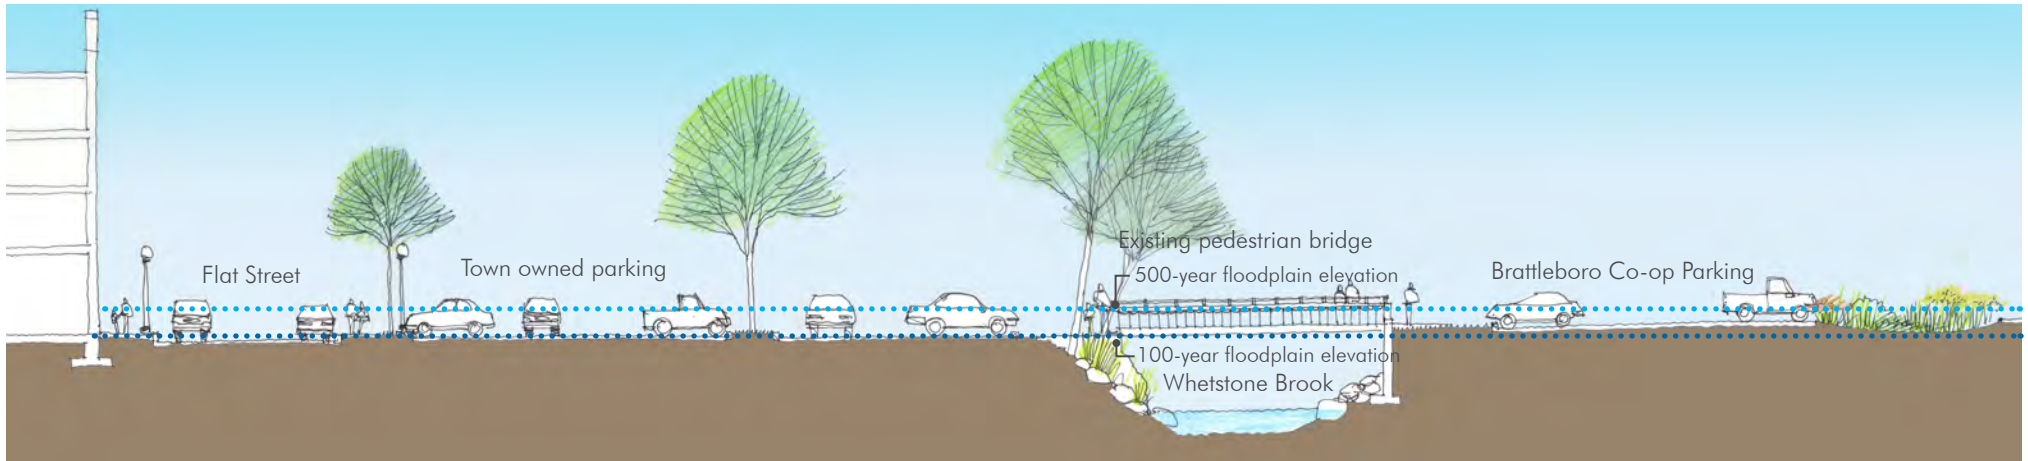 Flat Street
Town owned parking
Existing pedestrian bridge
500-year floodplain elevation
100-year floodplain elevation
Whetstone Brook
Brattleboro Co-op Parking